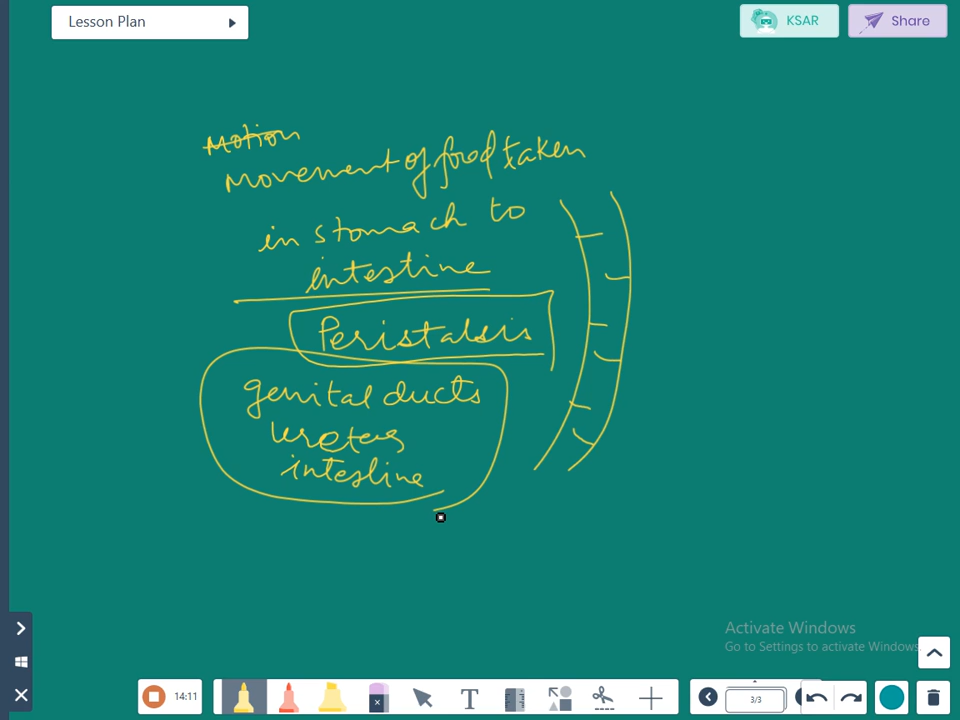 Lesson Plan
KSAR
Share
Motion
Movement of food taken
in stomach to
intestine
Peristalsis
genital ducts
ureters
intestine
Activate Windows
Go to Settings to activate Windows.
14:11
T
3/3